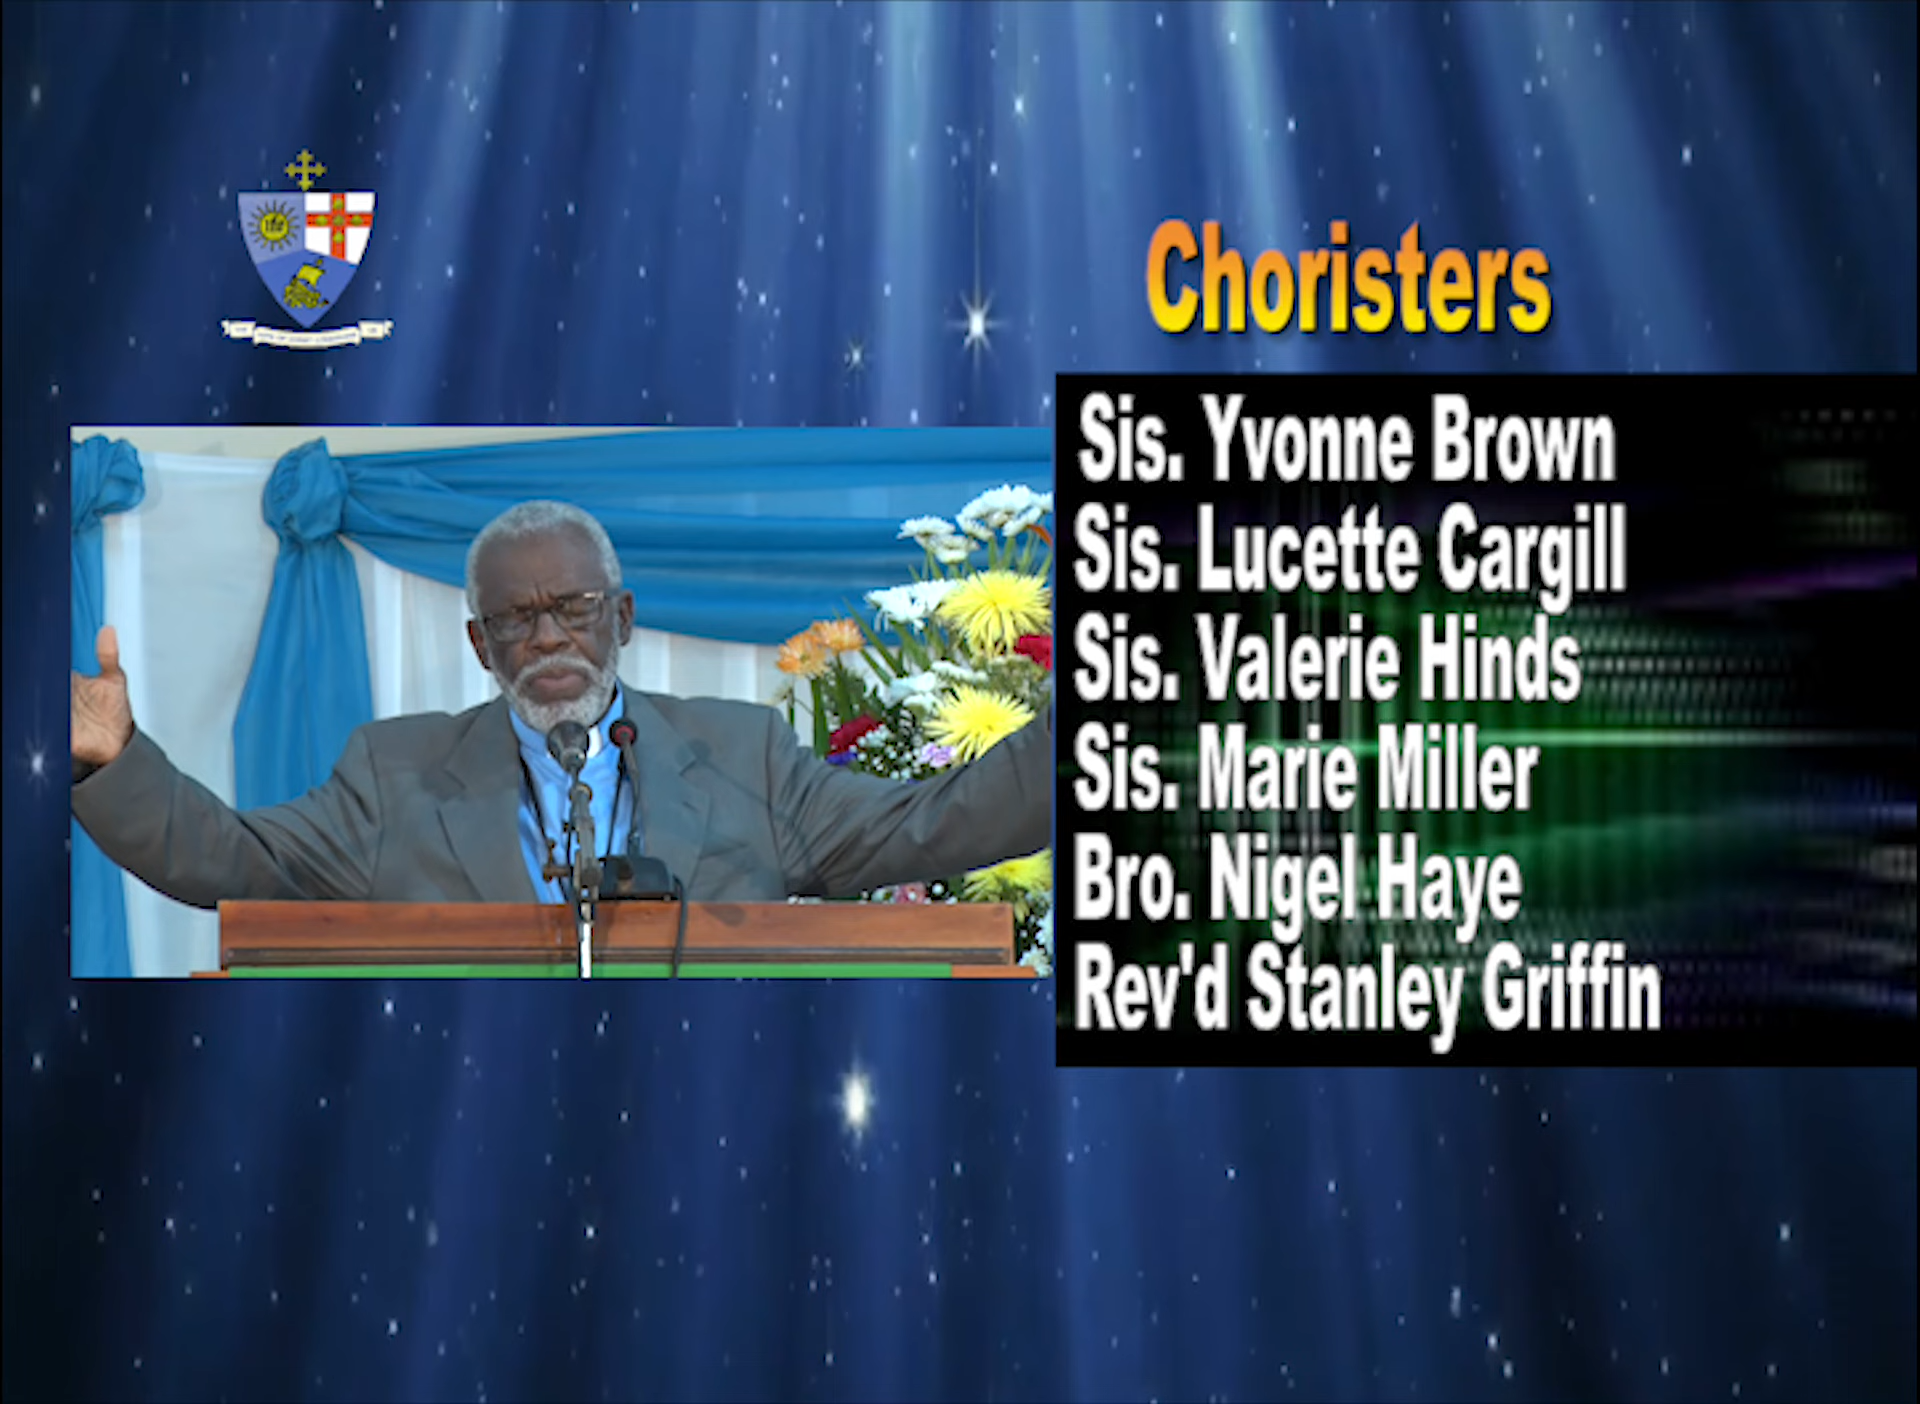 Choristers
Sis. Yvonne Brown
Sis. Lucette Cargill
Sis. Valerie Hinds
Sis. Marie Miller
Bro. Nigel Haye
Rev'd Stanley Griffin